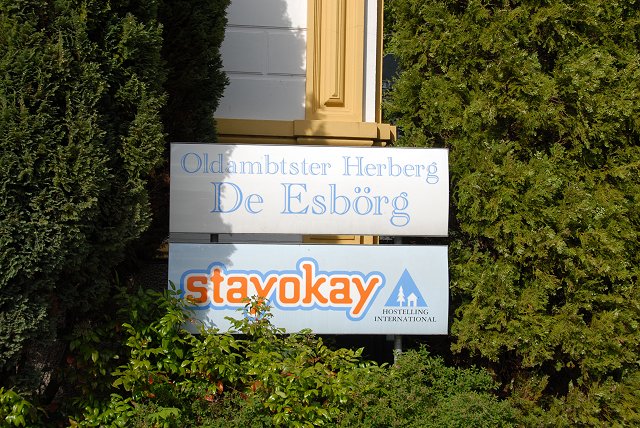 Oldambtster Herberg
De Esbörg
stayokay
HOSTELLING
INTERNATIONAL